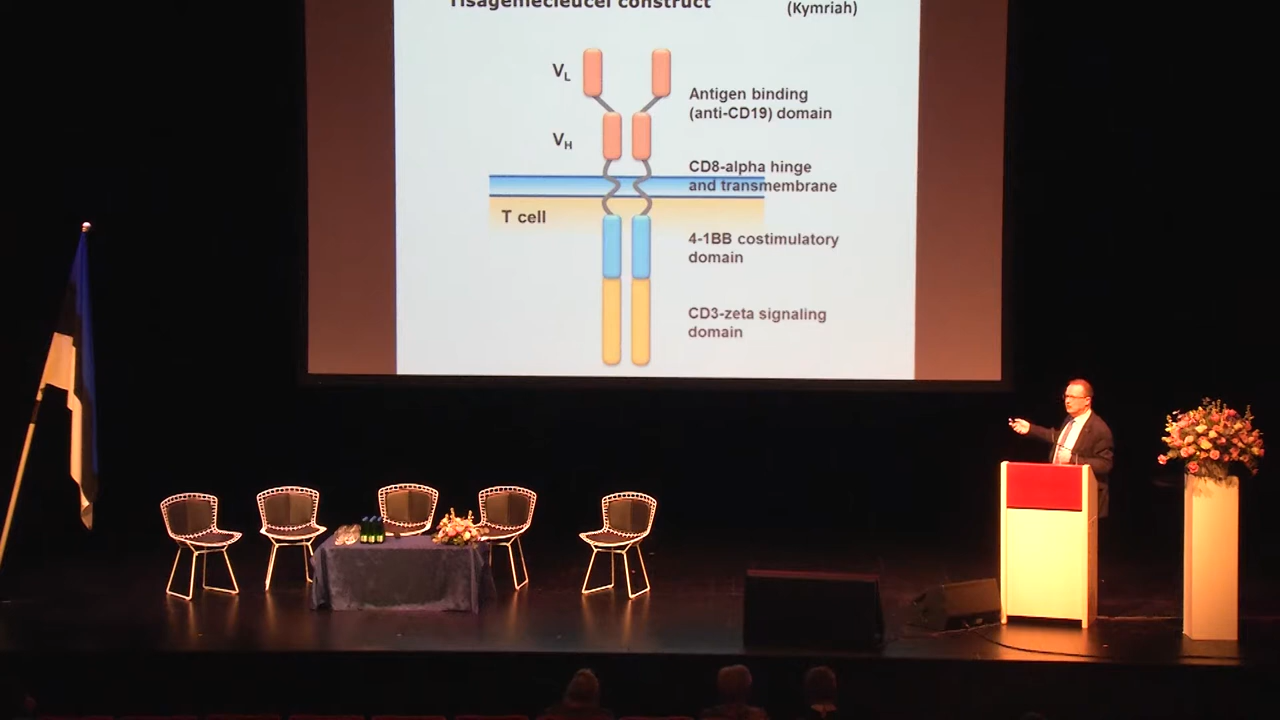 Tisagemecleucel construct
(Kymriah)
V_L
Antigen binding
(anti-CD19) domain
V_H
CD8-alpha hinge
and transmembrane
T cell
4-1BB costimulatory
domain
CD3-zeta signaling
domain